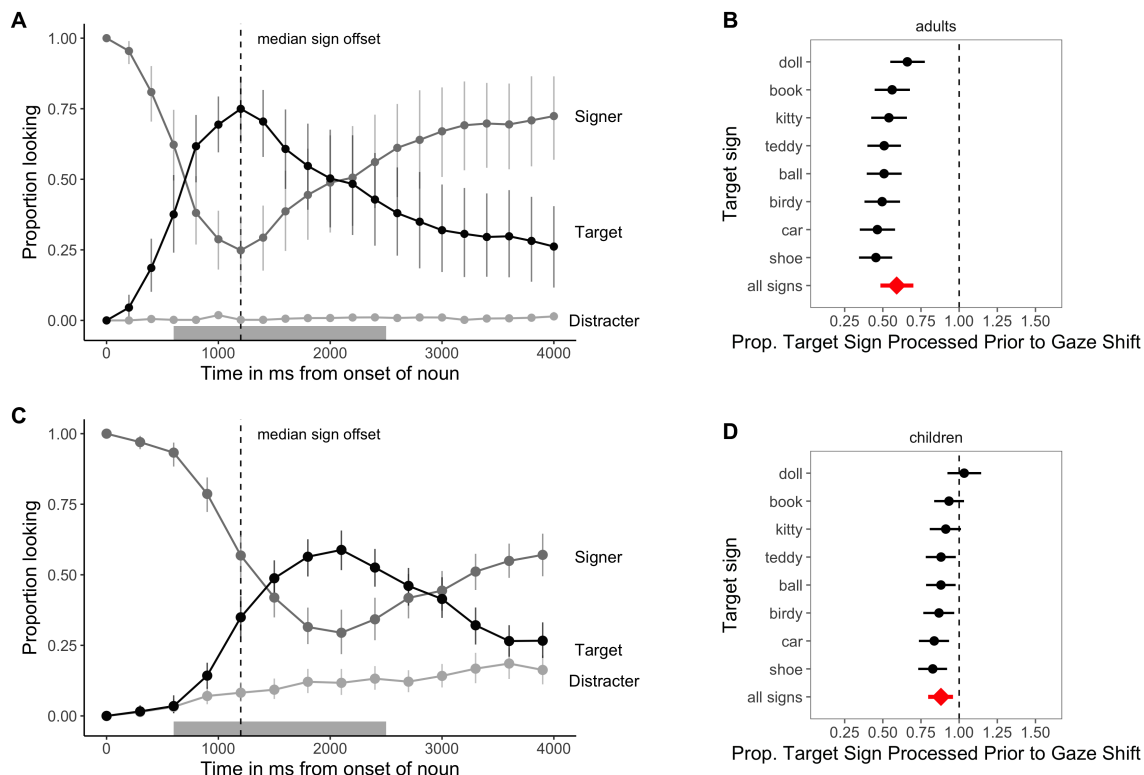 A
1.00
0.75
0.50
0.25
0.00
Proportion looking
median sign offset
Signer
Target
Distracter
0 1000 2000 3000 4000
Time in ms from onset of noun
B
adults
doll
book
kitty
teddy
ball
birdy
car
shoe
all signs
Target sign
0.25 0.50 0.75 1.00 1.25 1.50
Prop. Target Sign Processed Prior to Gaze Shift
C
1.00
0.75
0.50
0.25
0.00
Proportion looking
median sign offset
Signer
Target
Distracter
0 1000 2000 3000 4000
Time in ms from onset of noun
D
children
doll
book
kitty
teddy
ball
birdy
car
shoe
all signs
Target sign
0.25 0.50 0.75 1.00 1.25 1.50
Prop. Target Sign Processed Prior to Gaze Shift